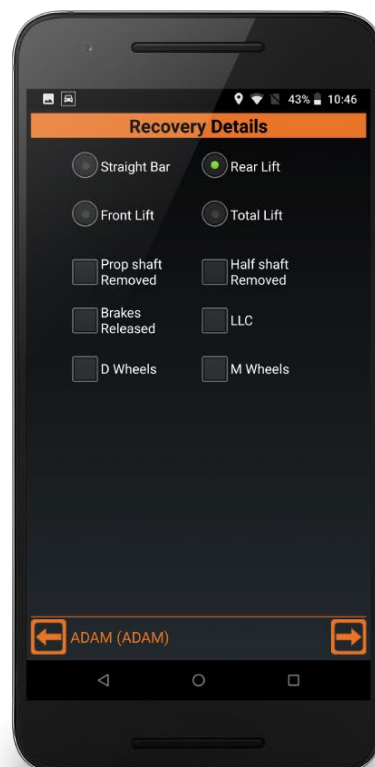 43% 10:46
Recovery Details
Straight Bar
Rear Lift
Front Lift
Total Lift
Prop shaft
Removed
Half shaft
Removed
Brakes
Released
LLC
D Wheels
M Wheels
ADAM (ADAM)